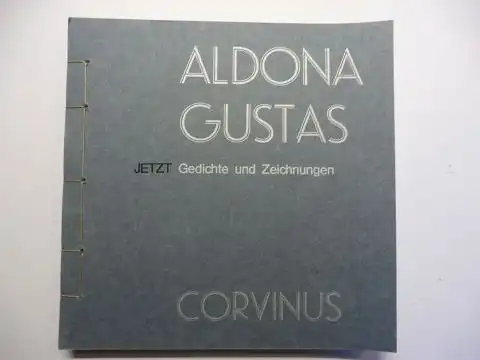 ALDONA
GUSTAS
JETZT Gedichte und Zeichnungen
CORVINUS